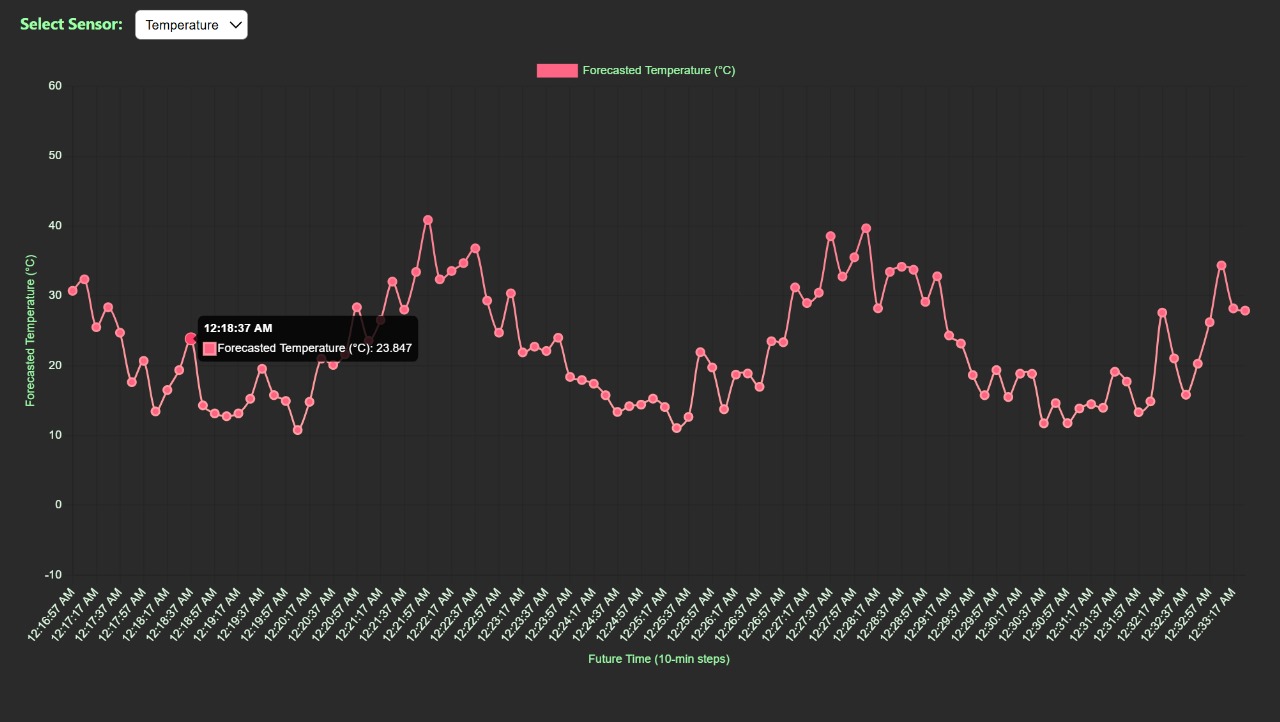 Select Sensor: Temperature
Forecasted Temperature (°C)
60
50
40
30
20
10
0
-10
Forecasted Temperature (°C)
12:18:37 AM
Forecasted Temperature (°C): 23.847
12:16:57 AM
12:17:17 AM
12:17:37 AM
12:17:57 AM
12:18:17 AM
12:18:37 AM
12:18:57 AM
12:19:17 AM
12:19:37 AM
12:19:57 AM
12:20:17 AM
12:20:37 AM
12:20:57 AM
12:21:17 AM
12:21:37 AM
12:21:57 AM
12:22:17 AM
12:22:37 AM
12:22:57 AM
12:23:17 AM
12:23:37 AM
12:23:57 AM
12:24:17 AM
12:24:37 AM
12:24:57 AM
12:25:17 AM
12:25:37 AM
12:25:57 AM
12:26:17 AM
12:26:37 AM
12:26:57 AM
12:27:17 AM
12:27:37 AM
12:27:57 AM
12:28:17 AM
12:28:37 AM
12:28:57 AM
12:29:17 AM
12:29:37 AM
12:29:57 AM
12:30:17 AM
12:30:37 AM
12:30:57 AM
12:31:17 AM
12:31:37 AM
12:31:57 AM
12:32:17 AM
12:32:37 AM
12:32:57 AM
12:33:17 AM
Future Time (10-min steps)